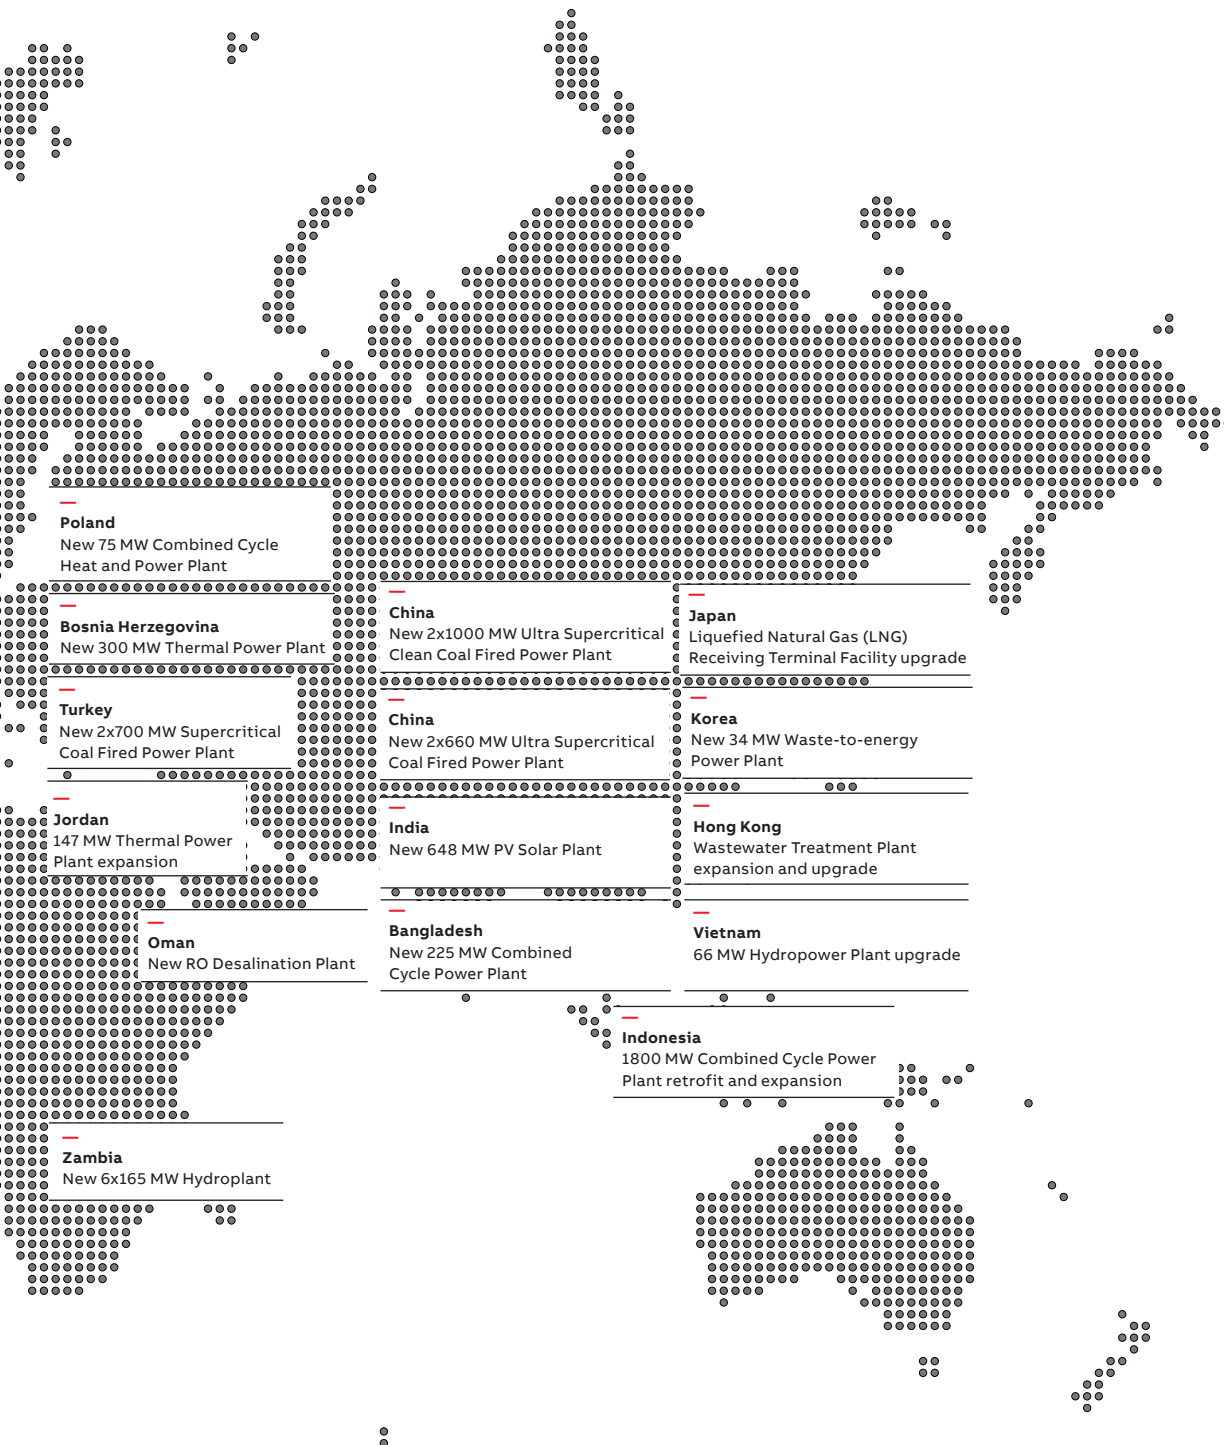 Poland
New 75 MW Combined Cycle
Heat and Power Plant
Bosnia Herzegovina
New 300 MW Thermal Power Plant
Turkey
New 2x700 MW Supercritical
Coal Fired Power Plant
Jordan
147 MW Thermal Power
Plant expansion
Oman
New RO Desalination Plant
Zambia
New 6x165 MW Hydroplant
China
New 2x1000 MW Ultra Supercritical
Clean Coal Fired Power Plant
China
New 2x660 MW Ultra Supercritical
Coal Fired Power Plant
India
New 648 MW PV Solar Plant
Bangladesh
New 225 MW Combined
Cycle Power Plant
Japan
Liquefied Natural Gas (LNG)
Receiving Terminal Facility upgrade
Korea
New 34 MW Waste-to-energy
Power Plant
Hong Kong
Wastewater Treatment Plant
expansion and upgrade
Vietnam
66 MW Hydropower Plant upgrade
Indonesia
1800 MW Combined Cycle Power
Plant retrofit and expansion